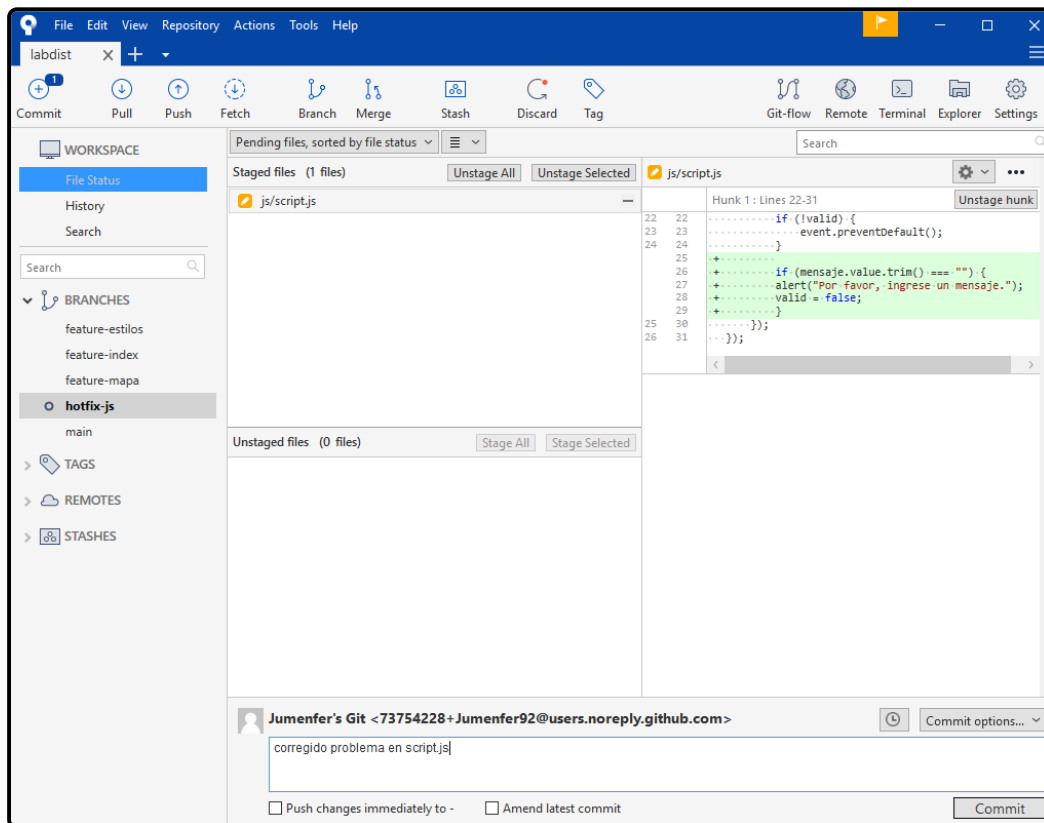 File Edit View Repository Actions Tools Help
labdist
1
Commit Pull Push Fetch Branch Merge Stash Discard Tag Git-flow Remote Terminal Explorer Settings
WORKSPACE
File Status
History
Search
Search
BRANCHES
feature-estilos
feature-index
feature-mapa
hotfix-js
main
TAGS
REMOTES
STASHES
Pending files, sorted by file status
Search
Staged files (1 files) Unstage All Unstage Selected
js/script.js
Unstaged files (0 files) Stage All Stage Selected
js/script.js
Hunk 1 : Lines 22-31 Unstage hunk
22 22 ··········if (!valid) {
23 23 ··············event.preventDefault();
24 24 ··········}
25 +·········
26 +·········if (mensaje.value.trim() === "") {
27 +·········alert("Por favor, ingrese un mensaje.");
28 +·········valid = false;
29 +·········}
25 30 ·······});
26 31 ···});
Jumenfer's Git <73754228+Jumenfer92@users.noreply.github.com>
Commit options...
corregido problema en script.js
Push changes immediately to - Amend latest commit Commit